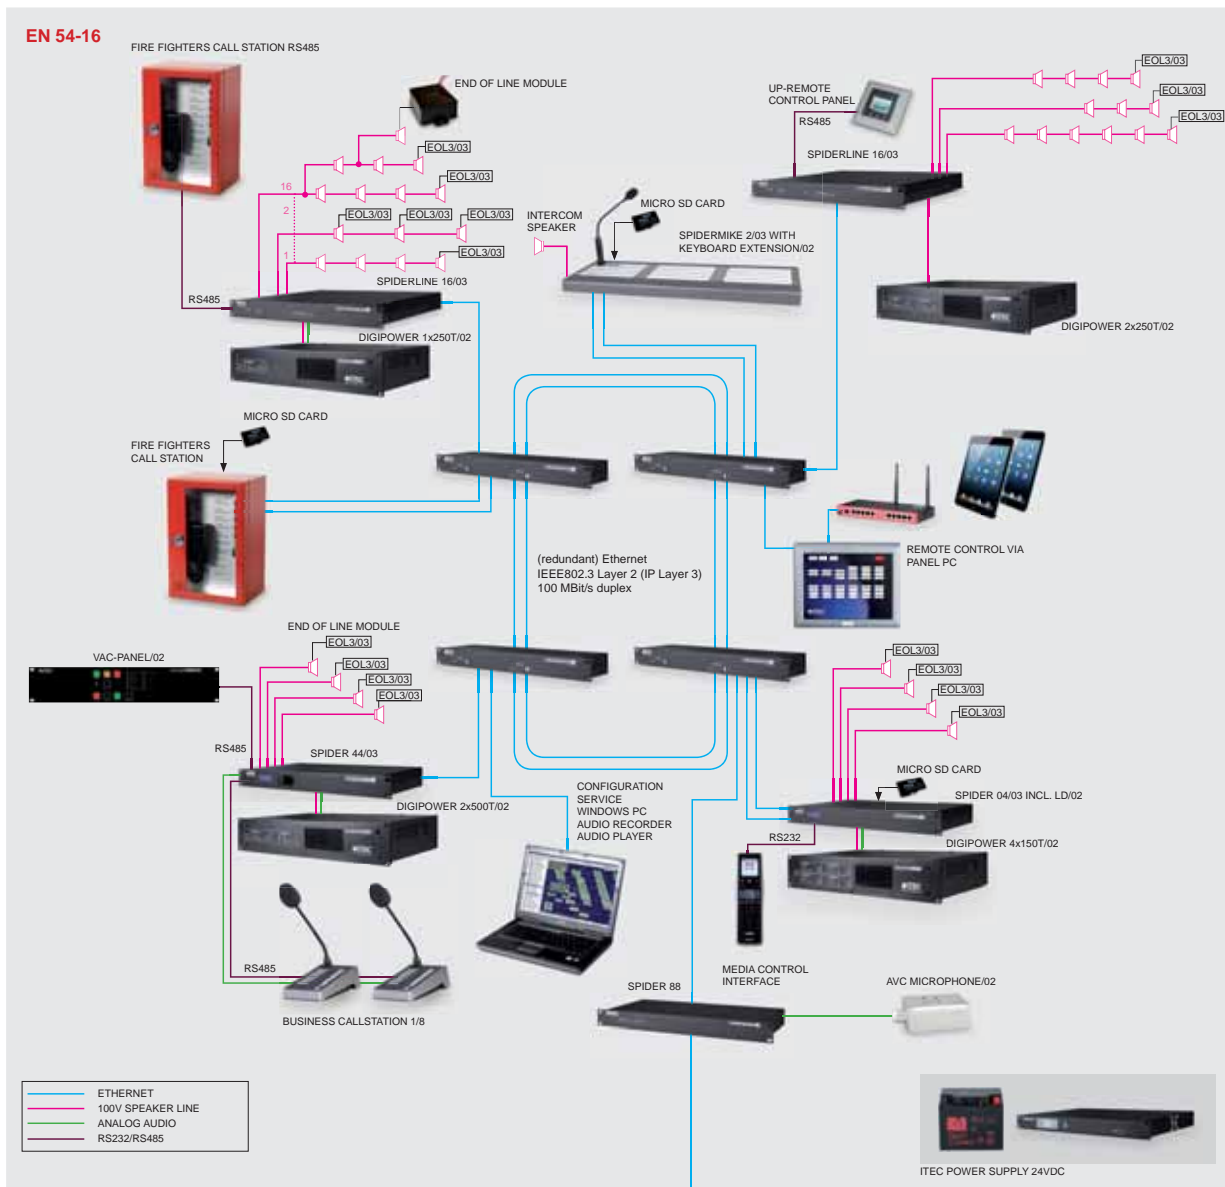 EN 54-16
FIRE FIGHTERS CALL STATION RS485
END OF LINE MODULE
EOL3/03
16
EOL3/03
2
EOL3/03
EOL3/03
EOL3/03
1
EOL3/03
SPIDERLINE 16/03
RS485
DIGIPOWER 1x250T/02
UP-REMOTE
CONTROL PANEL
RS485
SPIDERLINE 16/03
EOL3/03
EOL3/03
EOL3/03
DIGIPOWER 2x250T/02
INTERCOM
SPEAKER
MICRO SD CARD
SPIDERMIKE 2/03 WITH
KEYBOARD EXTENSION/02
MICRO SD CARD
FIRE FIGHTERS
CALL STATION
(redundant) Ethernet
IEEE802.3 Layer 2 (IP Layer 3)
100 MBit/s duplex
REMOTE CONTROL VIA
PANEL PC
END OF LINE MODULE
EOL3/03
EOL3/03
EOL3/03
EOL3/03
VAC-PANEL/02
RS485
SPIDER 44/03
DIGIPOWER 2x500T/02
RS485
BUSINESS CALLSTATION 1/8
CONFIGURATION
SERVICE
WINDOWS PC
AUDIO RECORDER
AUDIO PLAYER
EOL3/03
EOL3/03
EOL3/03
EOL3/03
MICRO SD CARD
SPIDER 04/03 INCL. LD/02
RS232
DIGIPOWER 4x150T/02
MEDIA CONTROL
INTERFACE
SPIDER 88
AVC MICROPHONE/02
ETHERNET
100V SPEAKER LINE
ANALOG AUDIO
RS232/RS485
ITEC POWER SUPPLY 24VDC